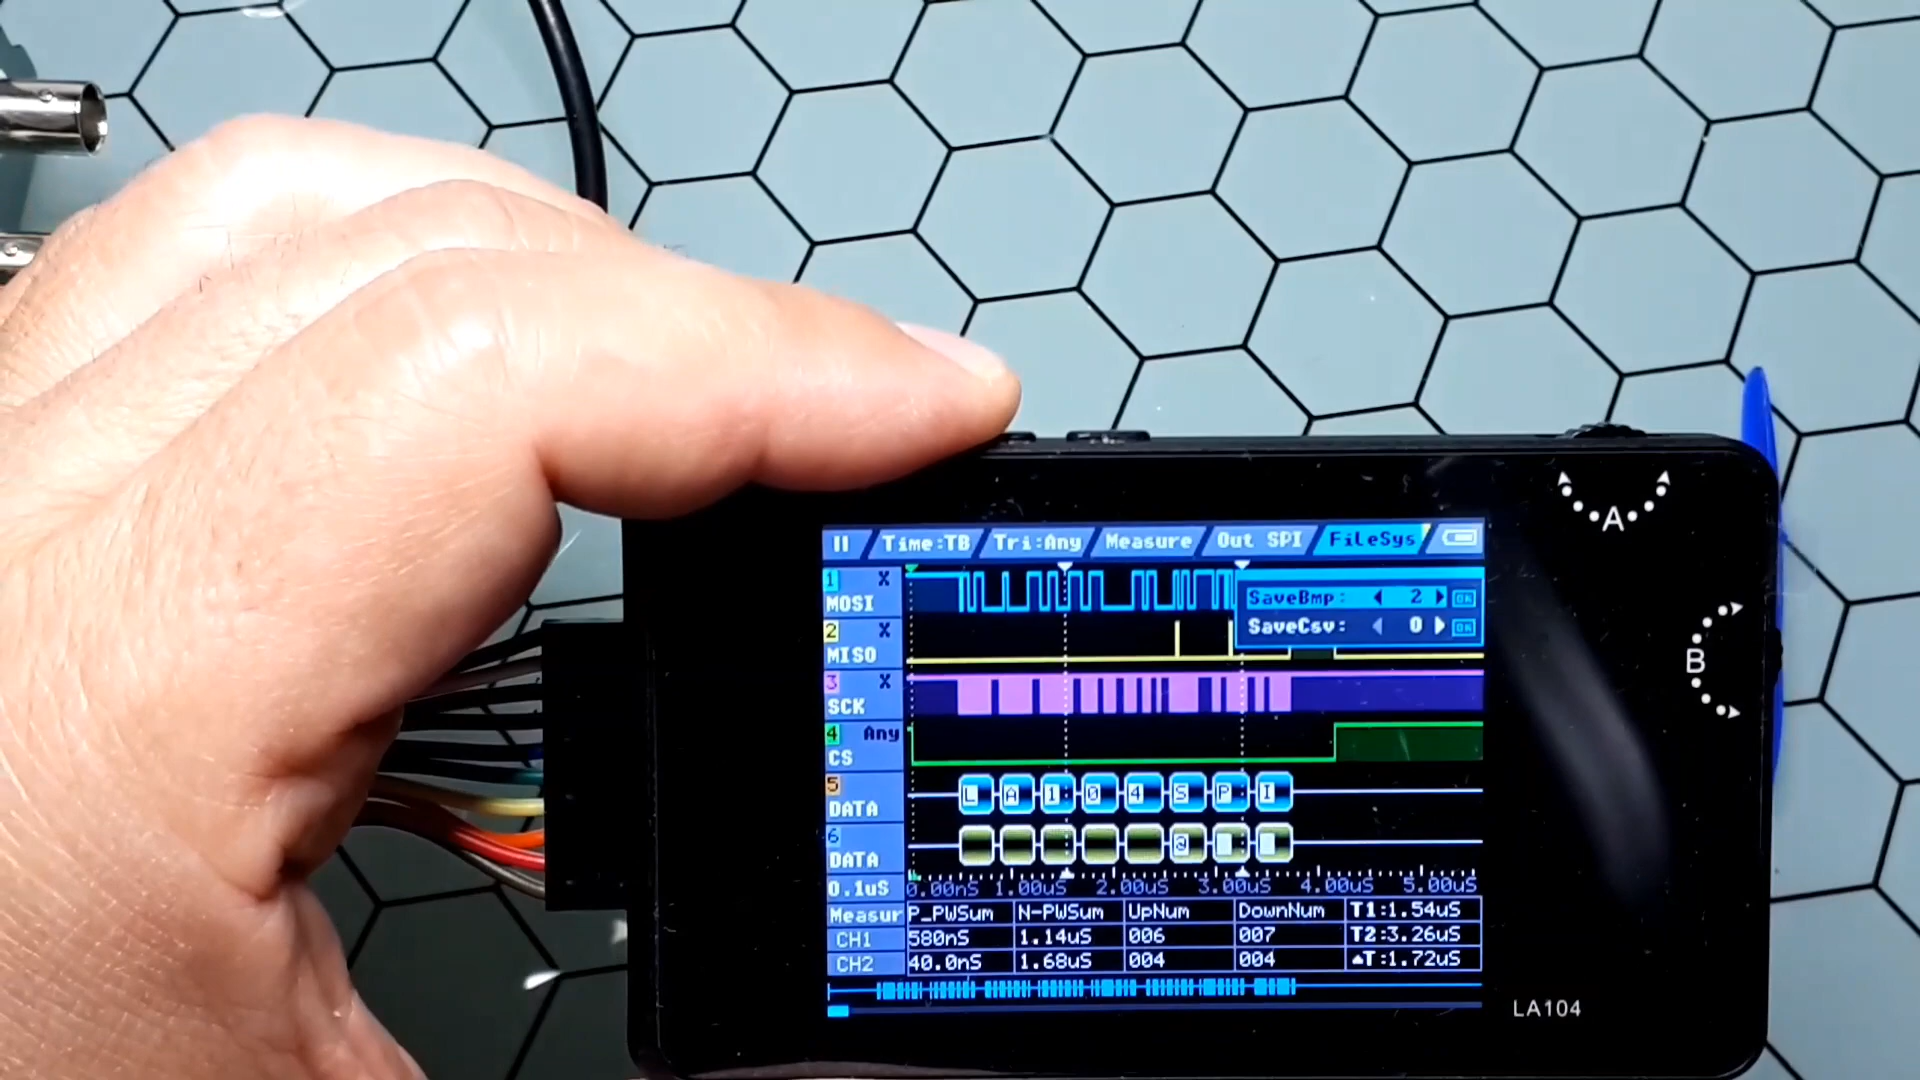 Time:TB Tri:Any Measure Out SPI FileSys
1 X
MOSI
SaveBmp: 2 OK
SaveCsv: 0 OK
2 X
MISO
3 X
SCK
4 Any
CS
5
DATA
L A 1 0 4 S P I
6
DATA
@
0.1uS 0.00nS 1.00uS 2.00uS 3.00uS 4.00uS 5.00uS
Measur P_PWSum N-PWSum UpNum DownNum T1:1.54uS
CH1 580nS 1.14uS 006 007 T2:3.26uS
CH2 40.0nS 1.68uS 004 004 ▲T:1.72uS
A
B
LA104